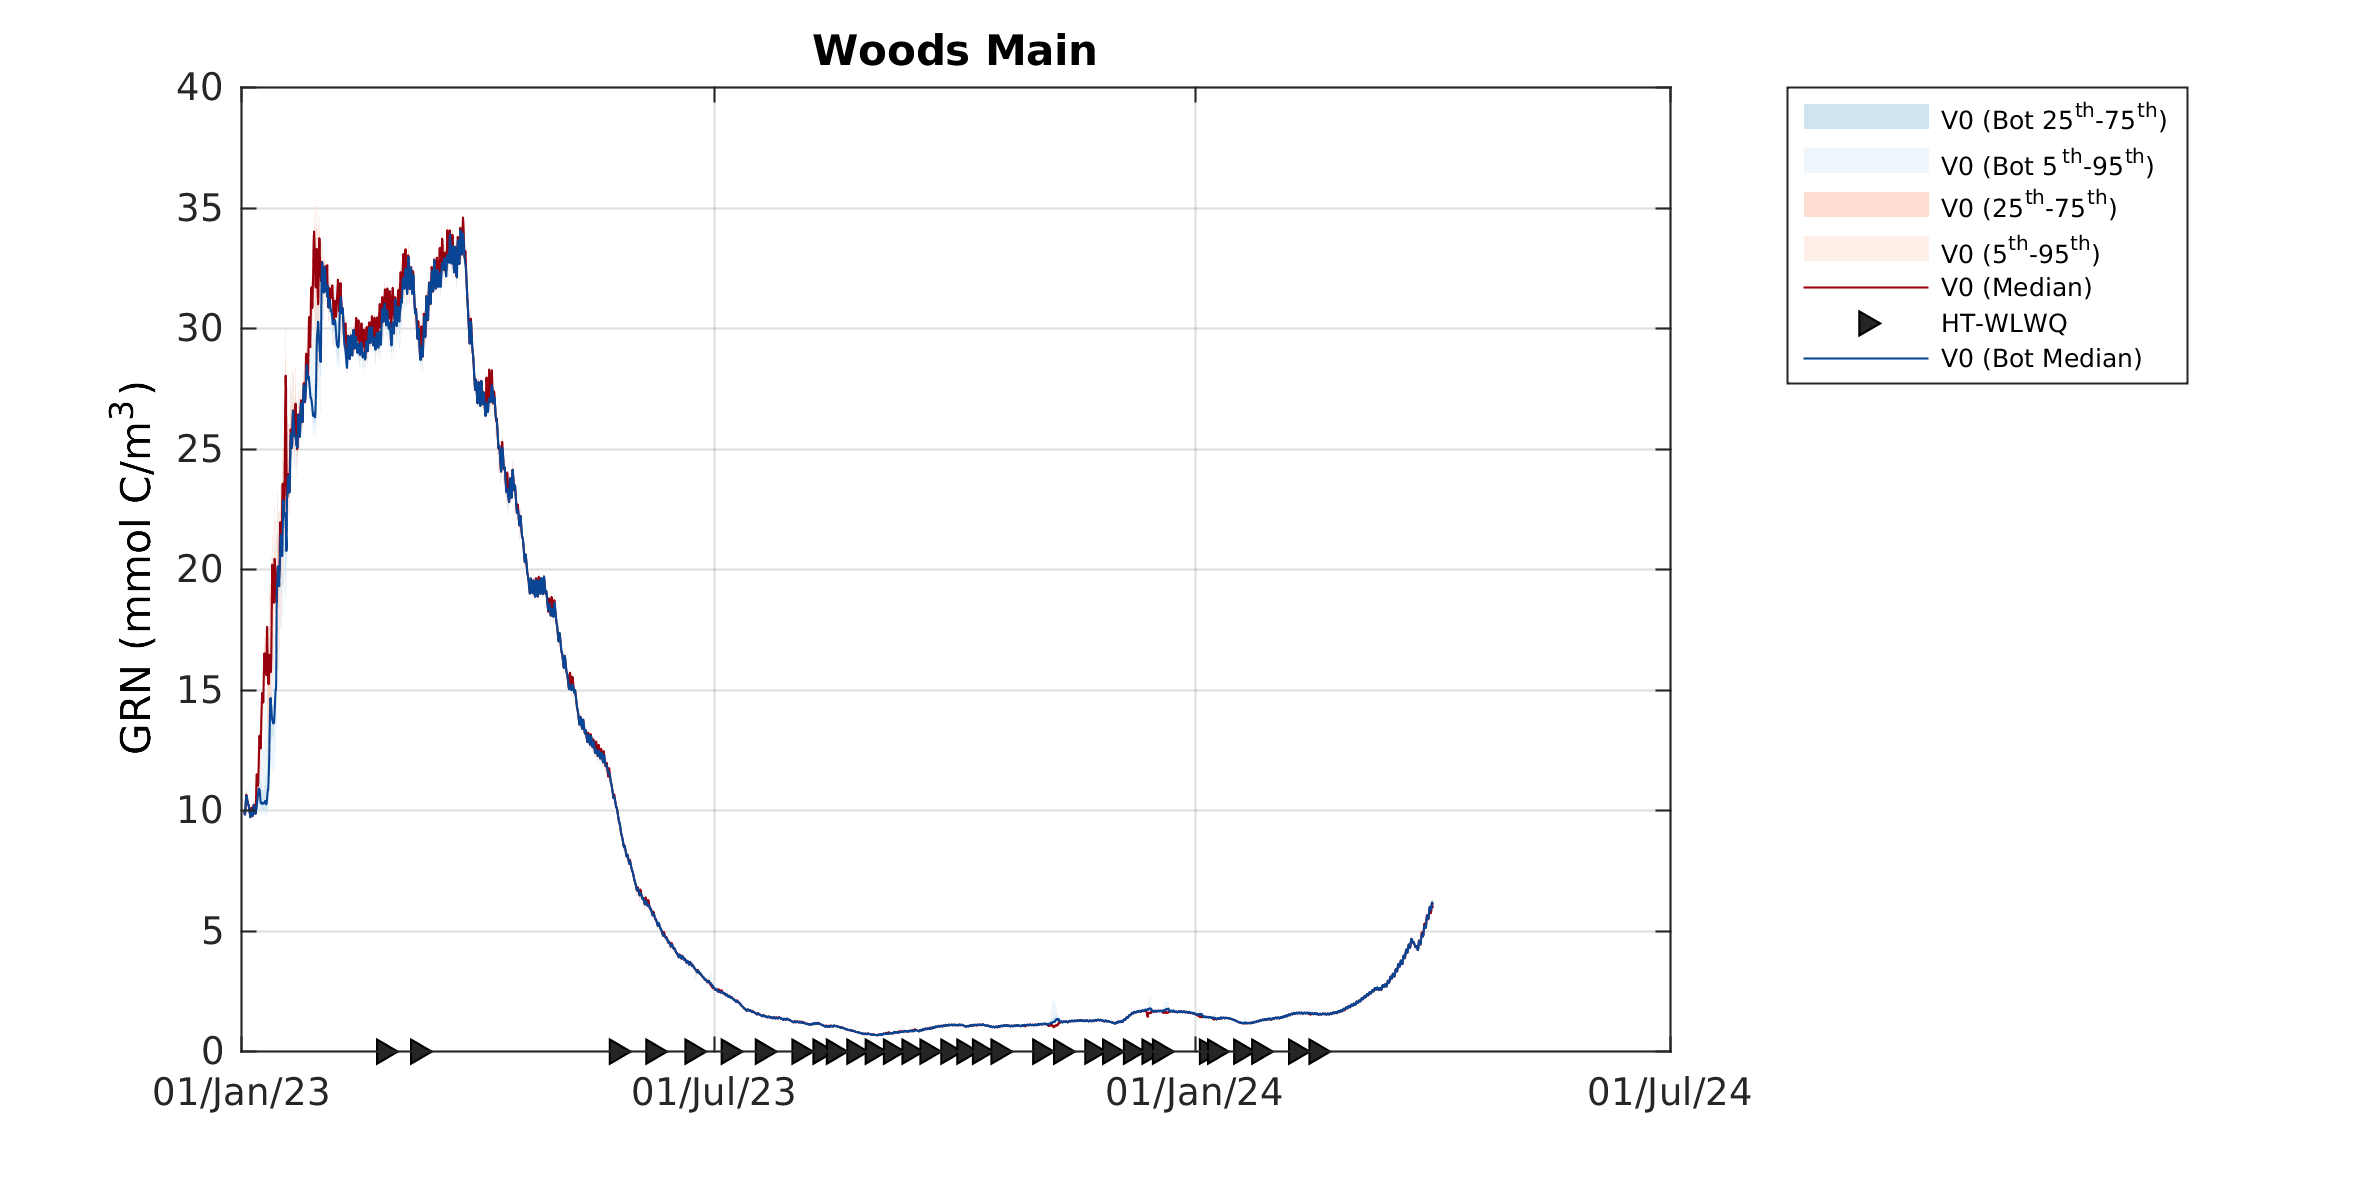 Woods Main
40
35
30
25
20
15
10
5
0
GRN (mmol C/m³)
01/Jan/23
01/Jul/23
01/Jan/24
01/Jul/24
V0 (Bot 25th-75th)
V0 (Bot 5th-95th)
V0 (25th-75th)
V0 (5th-95th)
V0 (Median)
HT-WLWQ
V0 (Bot Median)